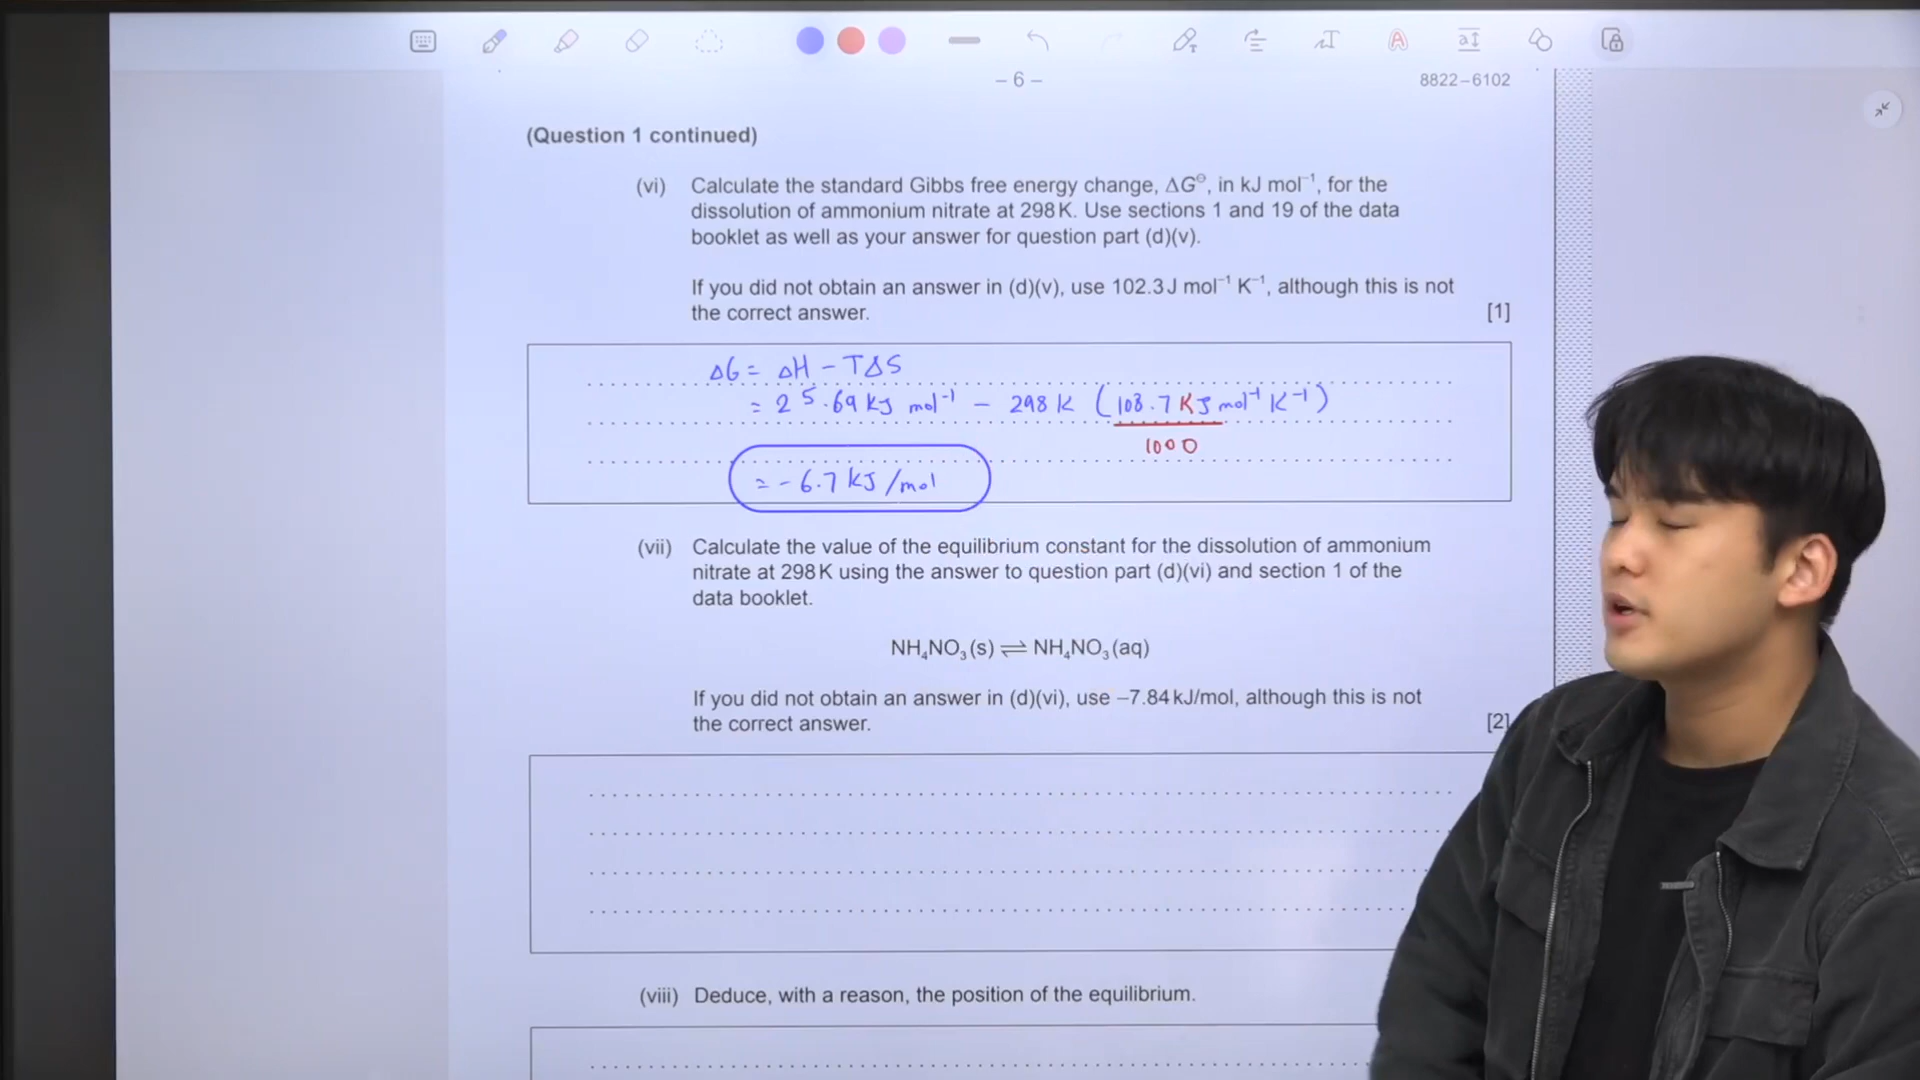 – 6 –
8822–6102
(Question 1 continued)
(vi) Calculate the standard Gibbs free energy change, ΔG⦵, in kJ mol⁻¹, for the
dissolution of ammonium nitrate at 298 K. Use sections 1 and 19 of the data
booklet as well as your answer for question part (d)(v).
If you did not obtain an answer in (d)(v), use 102.3 J mol⁻¹ K⁻¹, although this is not
the correct answer. [1]
ΔG = ΔH – TΔS
= 25.69 kJ mol⁻¹ – 298 K (108.7 KJ mol⁻¹ K⁻¹)
1000
= - 6.7 kJ/mol
(vii) Calculate the value of the equilibrium constant for the dissolution of ammonium
nitrate at 298 K using the answer to question part (d)(vi) and section 1 of the
data booklet.
NH₄NO₃(s) ⇌ NH₄NO₃(aq)
If you did not obtain an answer in (d)(vi), use –7.84 kJ/mol, although this is not
the correct answer. [2]
(viii) Deduce, with a reason, the position of the equilibrium.